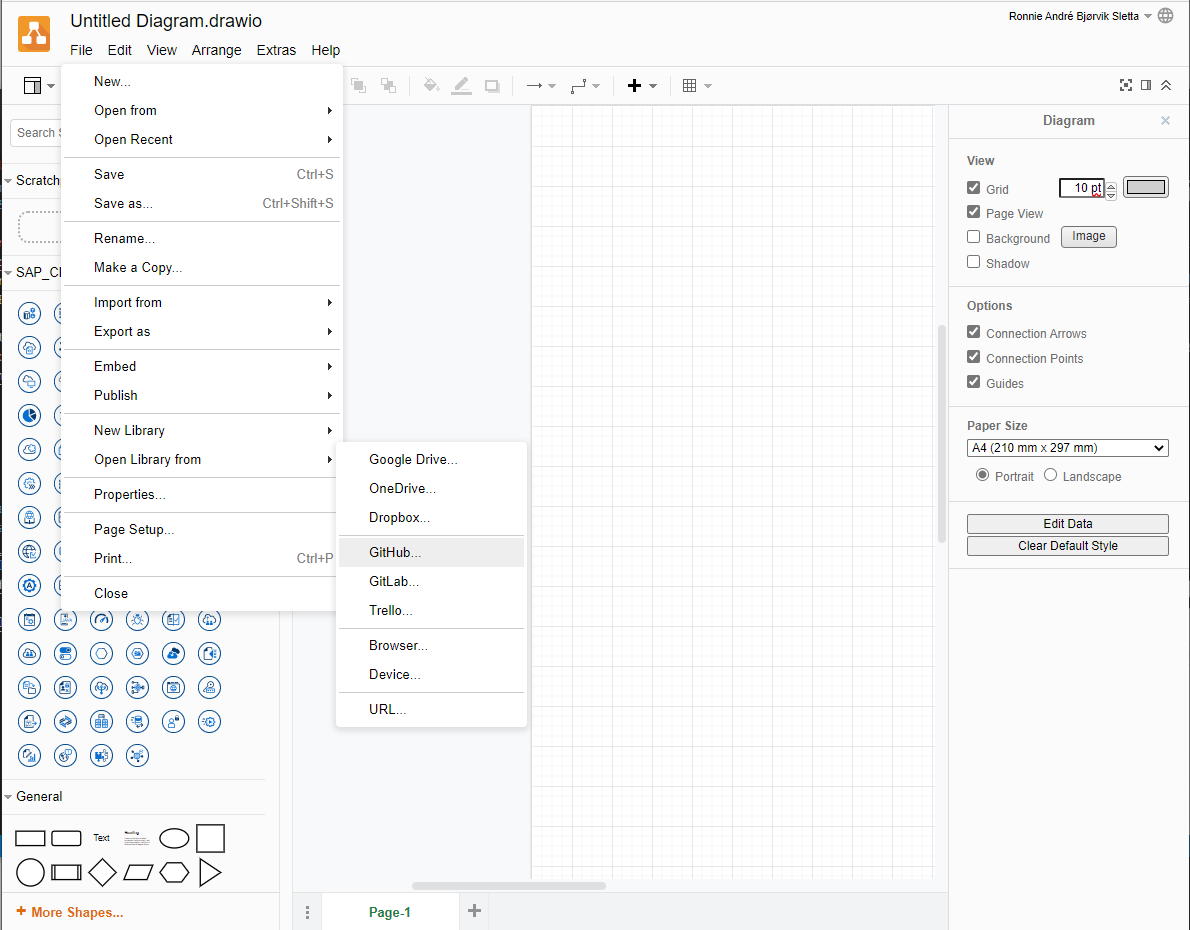 Untitled Diagram.drawio
Ronnie André Bjørvik Sletta
File Edit View Arrange Extras Help
New...
Open from
Open Recent
Save Ctrl+S
Save as... Ctrl+Shift+S
Rename...
Make a Copy...
Import from
Export as
Embed
Publish
New Library
Open Library from
Properties...
Page Setup...
Print... Ctrl+P
Close
Google Drive...
OneDrive...
Dropbox...
GitHub...
GitLab...
Trello...
Browser...
Device...
URL...
Search S
Scratch
SAP_Cl
General
Text
Heading
+ More Shapes...
Page-1
Diagram
View
Grid 10 pt
Page View
Background Image
Shadow
Options
Connection Arrows
Connection Points
Guides
Paper Size
A4 (210 mm x 297 mm)
Portrait Landscape
Edit Data
Clear Default Style